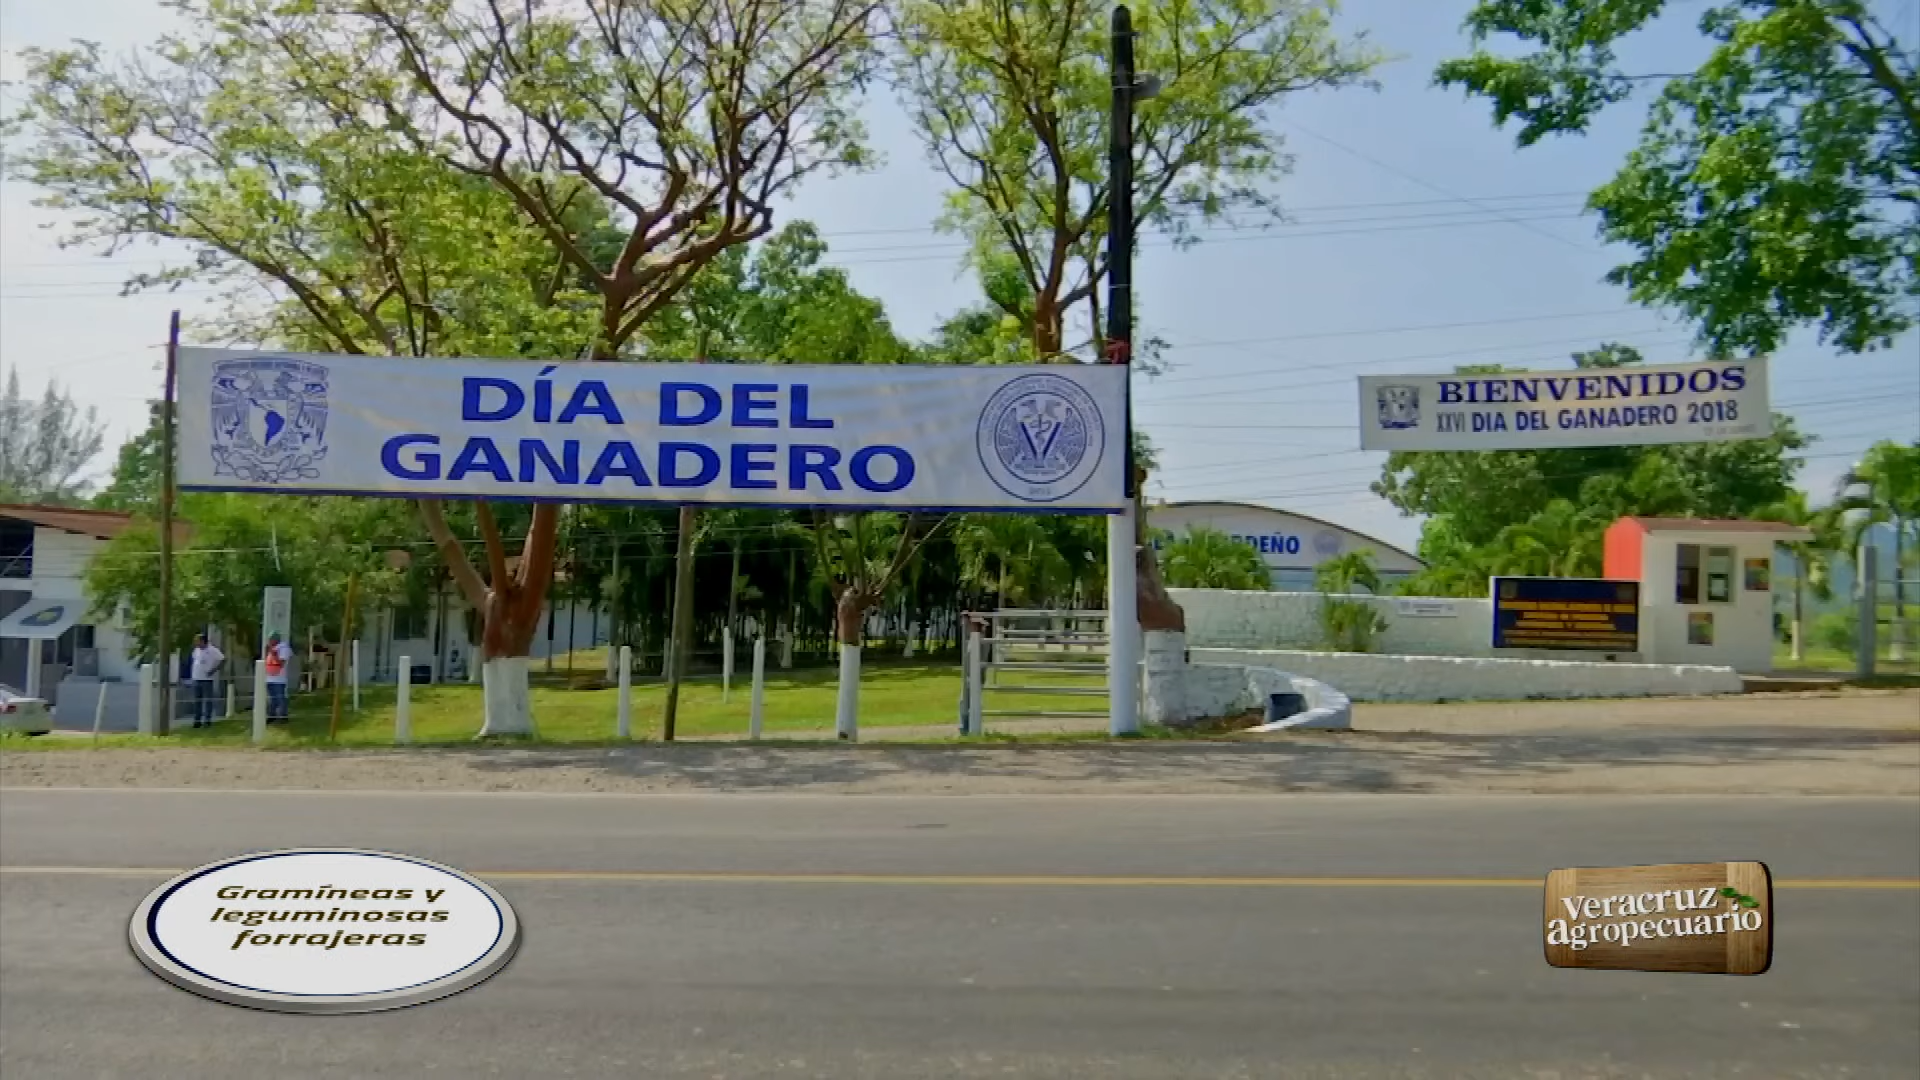 DÍA DEL
GANADERO
BIENVENIDOS
XXVI DIA DEL GANADERO 2018
Gramíneas y
leguminosas
forrajeras
Veracruz
agropecuario